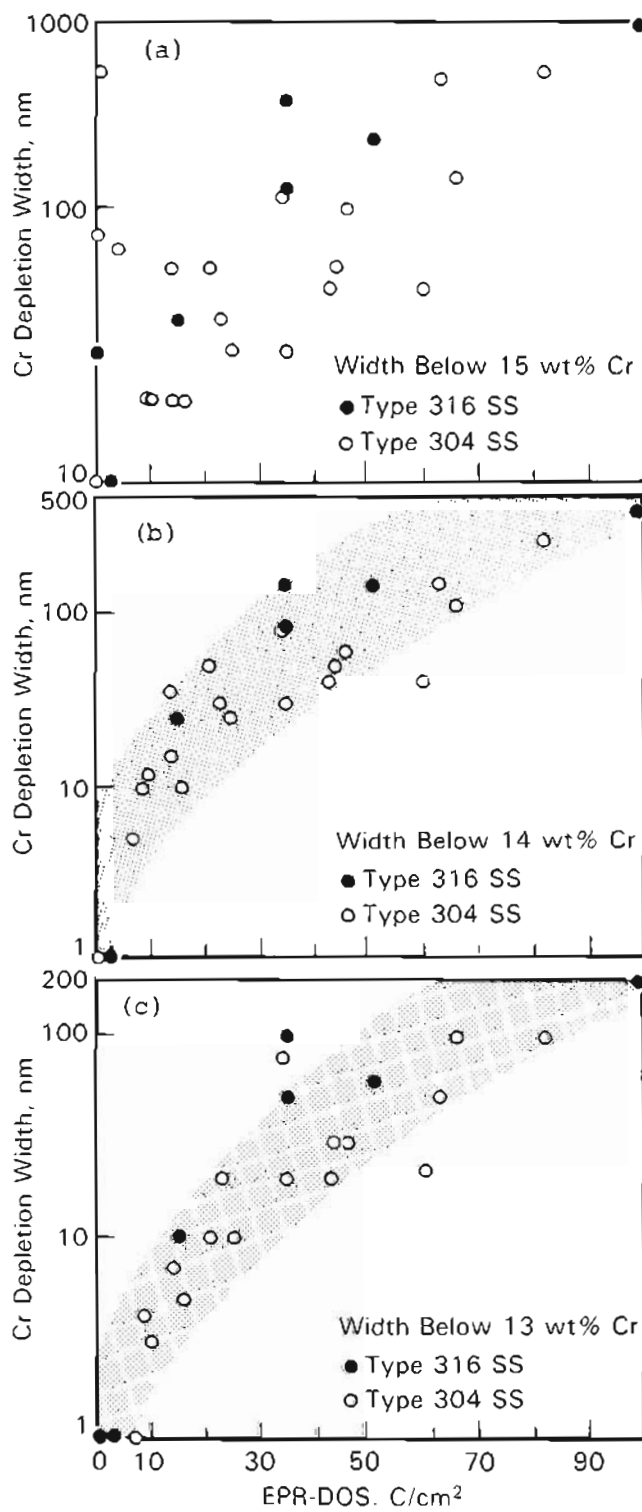 1000
(a)
Cr Depletion Width, nm
100
Width Below 15 wt% Cr
Type 316 SS
Type 304 SS
10
500
(b)
Cr Depletion Width, nm
100
10
Width Below 14 wt% Cr
Type 316 SS
Type 304 SS
1
200
(c)
Cr Depletion Width, nm
100
10
Width Below 13 wt% Cr
Type 316 SS
Type 304 SS
1
0 10 30 50 70 90
EPR-DOS. C/cm²